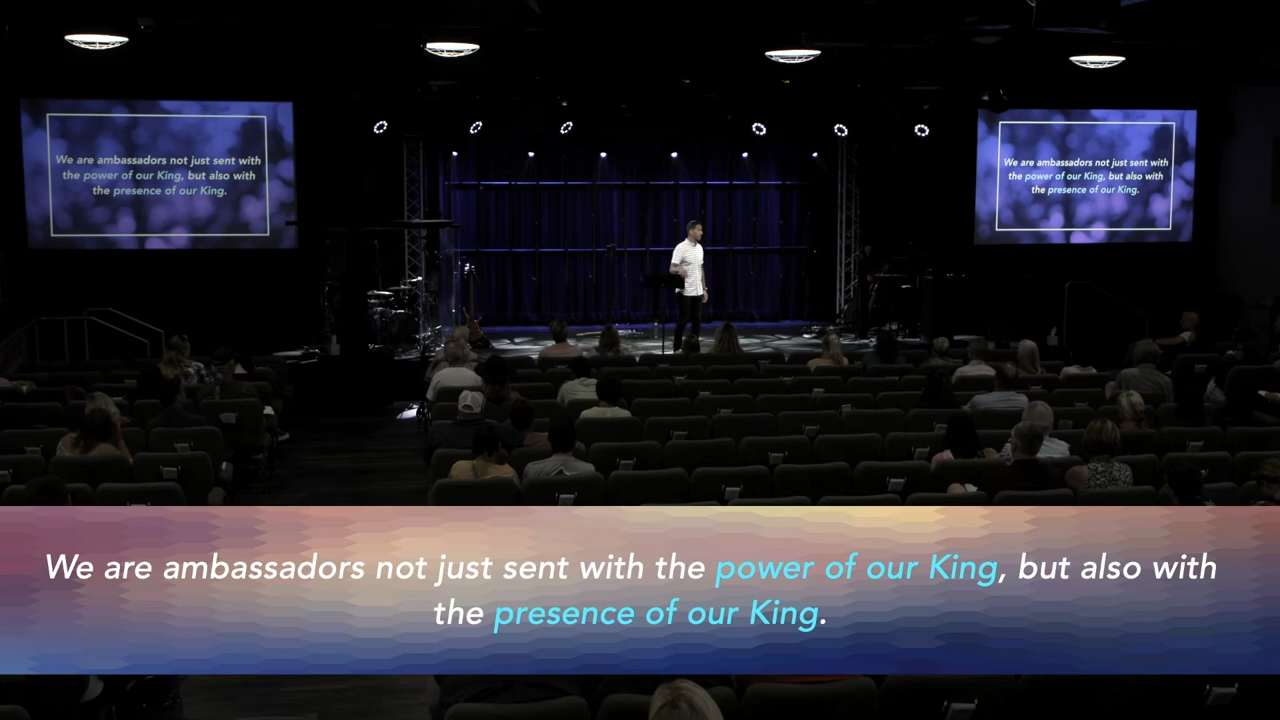 We are ambassadors not just sent with
the power of our King, but also with
the presence of our King.
We are ambassadors not just sent with
the power of our King, but also with
the presence of our King.
We are ambassadors not just sent with the power of our King, but also with
the presence of our King.